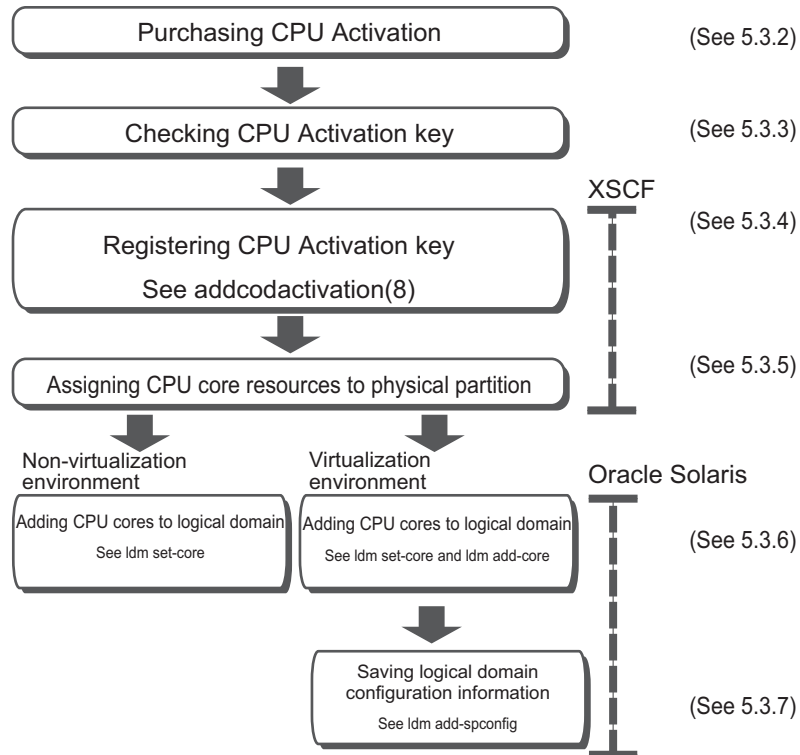 Purchasing CPU Activation
(See 5.3.2)
Checking CPU Activation key
(See 5.3.3)
XSCF
Registering CPU Activation key
See addcodactivation(8)
(See 5.3.4)
Assigning CPU core resources to physical partition
(See 5.3.5)
Non-virtualization
environment
Virtualization
environment
Oracle Solaris
Adding CPU cores to logical domain
See ldm set-core
Adding CPU cores to logical domain
See ldm set-core and ldm add-core
(See 5.3.6)
Saving logical domain
configuration information
See ldm add-spconfig
(See 5.3.7)